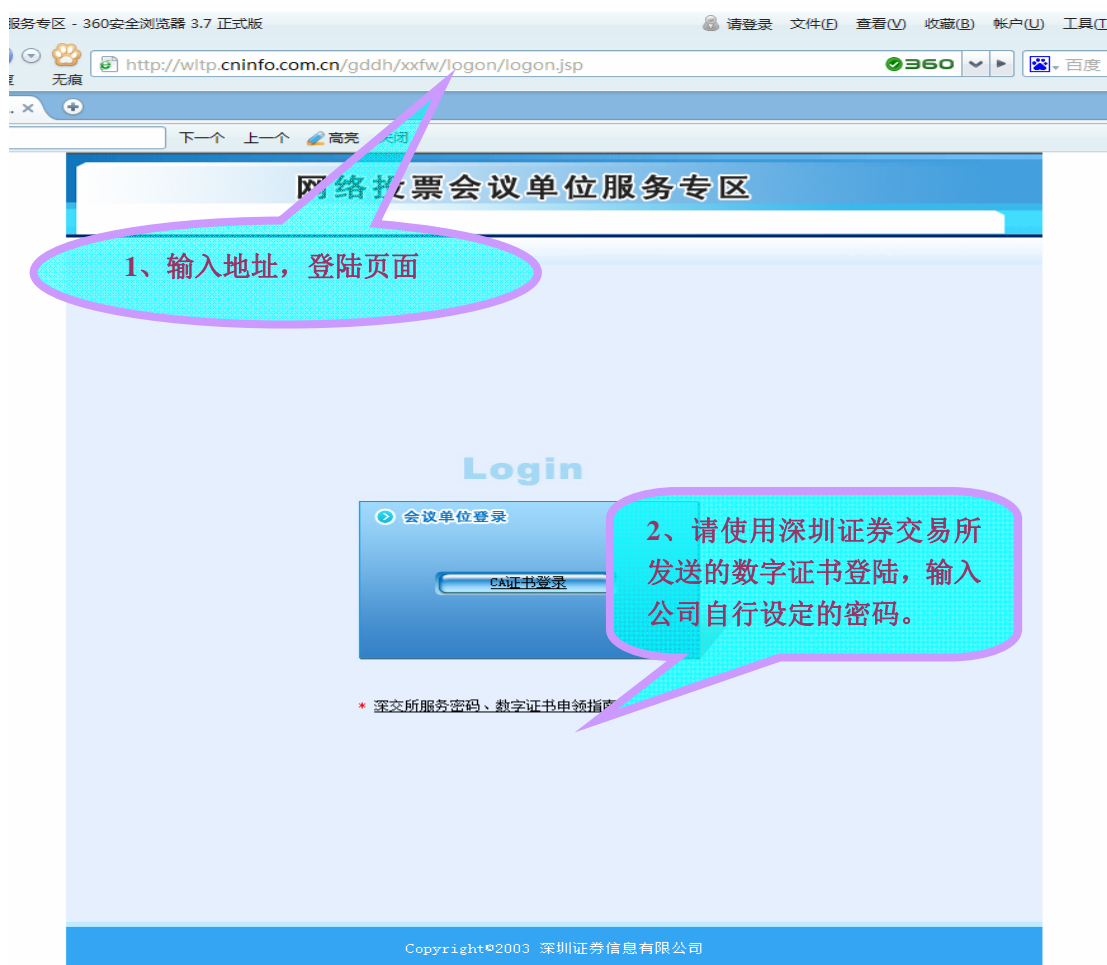 服务专区 - 360安全浏览器 3.7 正式版
请登录 文件(F) 查看(V) 收藏(B) 帐户(U) 工具(T
无痕
http://wltp.cninfo.com.cn/gddh/xxfw/logon/logon.jsp
360
百度
下一个 上一个 高亮 关闭
网络投票会议单位服务专区
1、输入地址，登陆页面
Login
会议单位登录
CA证书登录
2、请使用深圳证券交易所
发送的数字证书登陆，输入
公司自行设定的密码。
* 深交所服务密码、数字证书申领指南
Copyright©2003 深圳证券信息有限公司